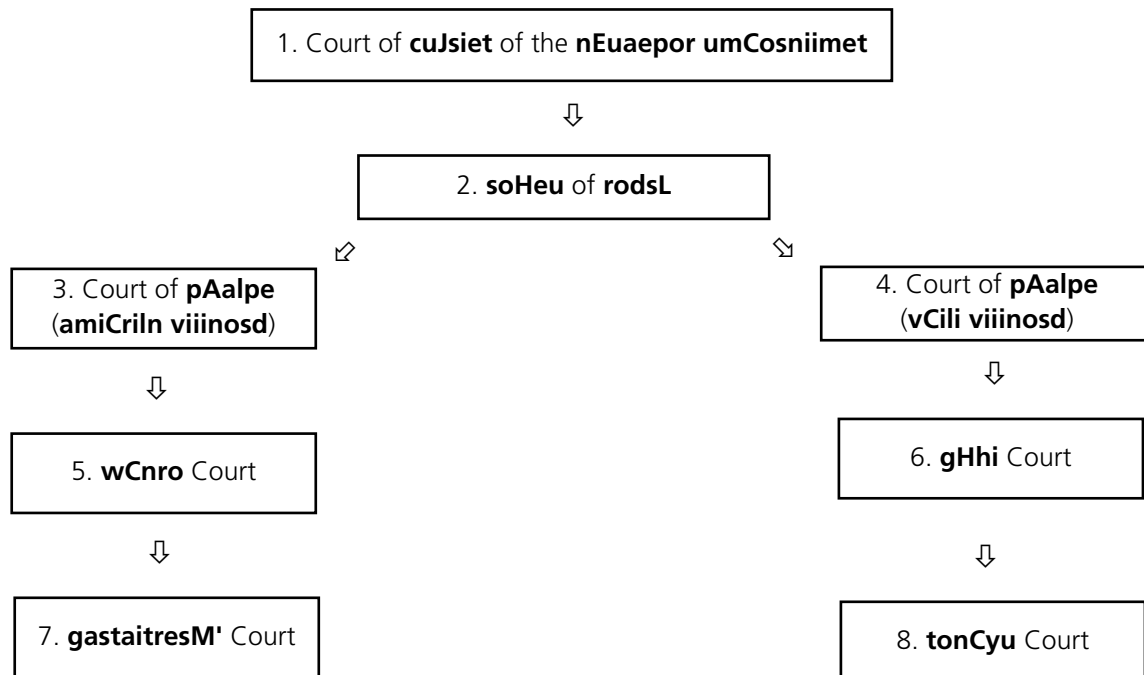 1. Court of cuJsiet of the nEuaepor umCosniimet
⇩
2. soHeu of rodsL
⬃ ⬂
3. Court of pAalpe
(amiCriln viiinosd)
4. Court of pAalpe
(vCili viiinosd)
⇩ ⇩
5. wCnro Court
6. gHhi Court
⇩ ⇩
7. gastaitresM' Court
8. tonCyu Court